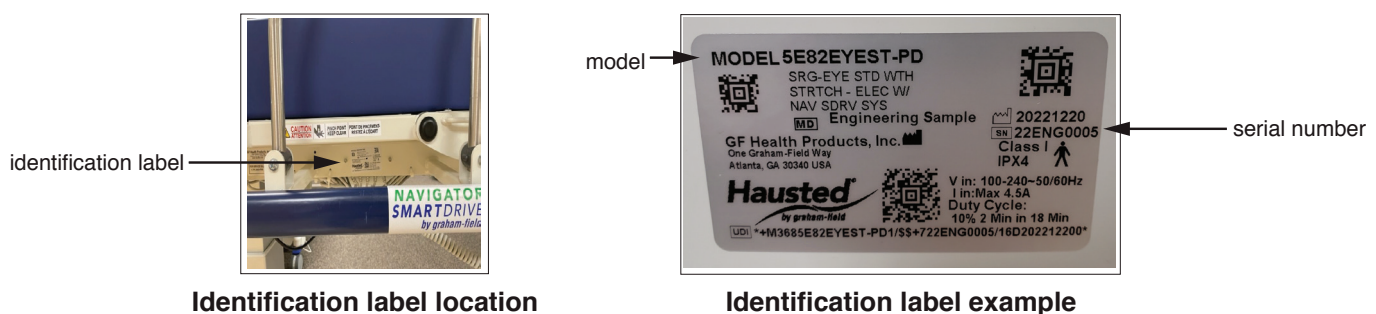 identification label
CAUTION
ATTENTION
PINCH POINT
KEEP CLEAR
NAVIGATOR
SMARTDRIVE
by graham-field
Identification label location
model
MODEL 5E82EYEST-PD
SRG-EYE STD WTH
STRTCH - ELEC W/
NAV SDRV SYS
MD Engineering Sample
20221220
SN 22ENG0005
Class I
IPX4
GF Health Products, Inc.
One Graham-Field Way
Atlanta, GA 30340 USA
Hausted®
by graham-field
V in: 100-240~50/60Hz
I in:Max 4.5A
Duty Cycle:
10% 2 Min in 18 Min
UDI *+M3685E82EYEST-PD1/$$+722ENG0005/16D202212200*
serial number
Identification label example